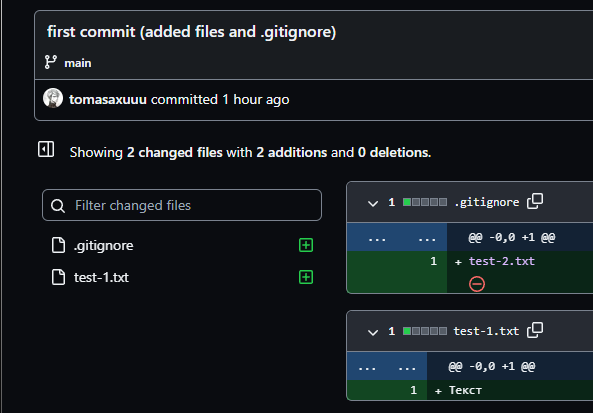 first commit (added files and .gitignore)
main
tomasaxuuu committed 1 hour ago
Showing 2 changed files with 2 additions and 0 deletions.
Filter changed files
.gitignore
test-1.txt
1 .gitignore
... ... @@ -0,0 +1 @@
1 + test-2.txt
1 test-1.txt
... ... @@ -0,0 +1 @@
1 + Текст